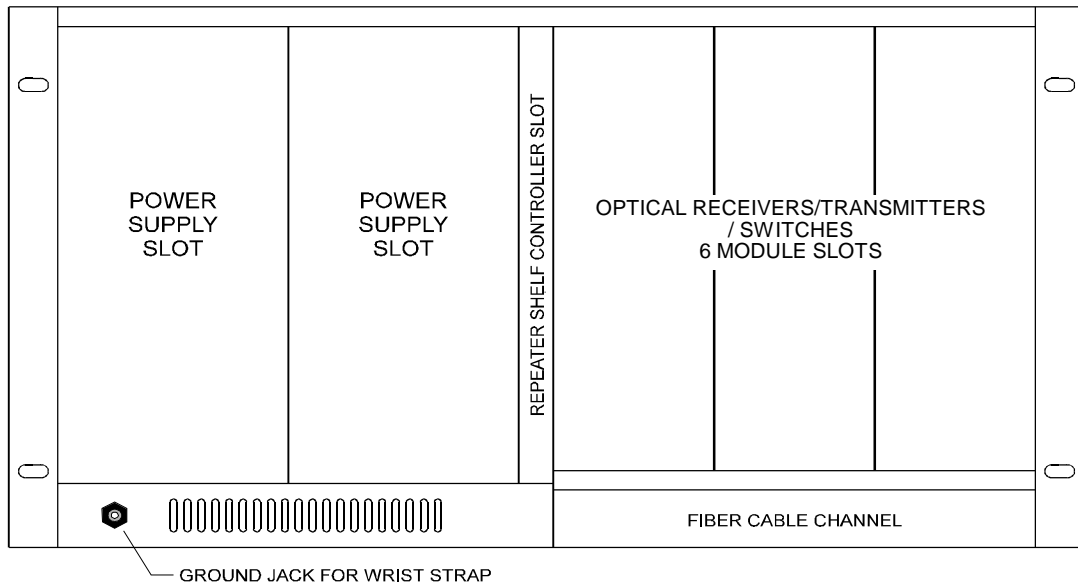 POWER
SUPPLY
SLOT
POWER
SUPPLY
SLOT
REPEATER SHELF CONTROLLER SLOT
OPTICAL RECEIVERS/TRANSMITTERS
/ SWITCHES
6 MODULE SLOTS
FIBER CABLE CHANNEL
GROUND JACK FOR WRIST STRAP